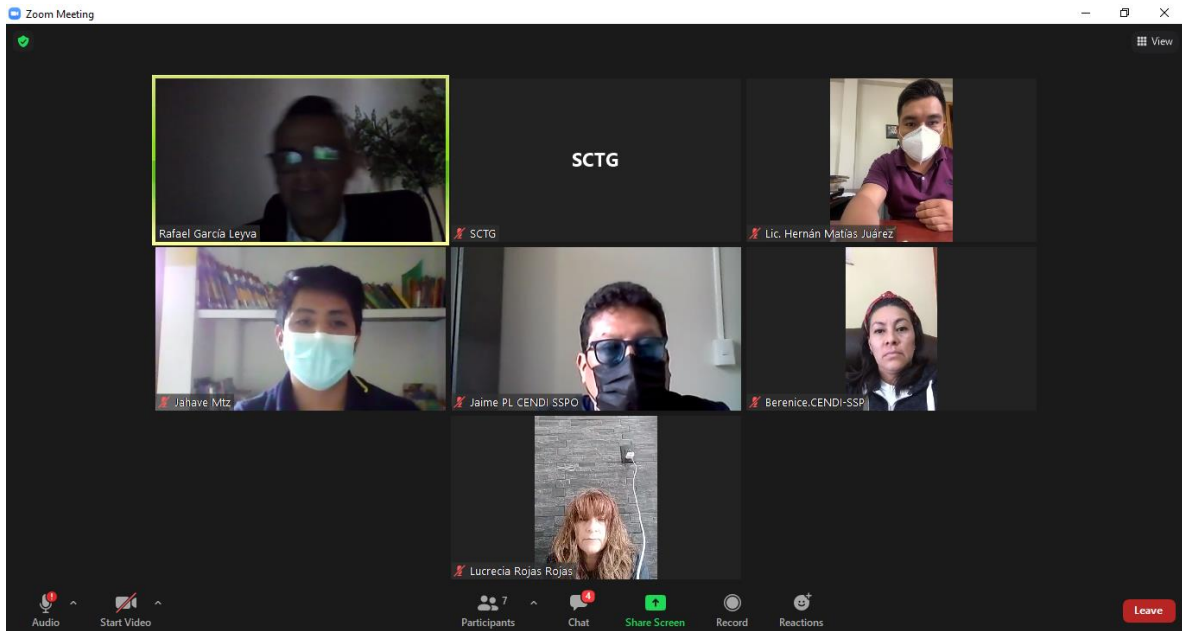 Zoom Meeting
View
SCTG
Rafael García Leyva
SCTG
Lic. Hernán Matías Juárez
Jahave Mtz
Jaime PL CENDI SSPO
Berenice.CENDI-SSP
Lucrecia Rojas Rojas
7
4
Audio
Start Video
Participants
Chat
Share Screen
Record
Reactions
Leave